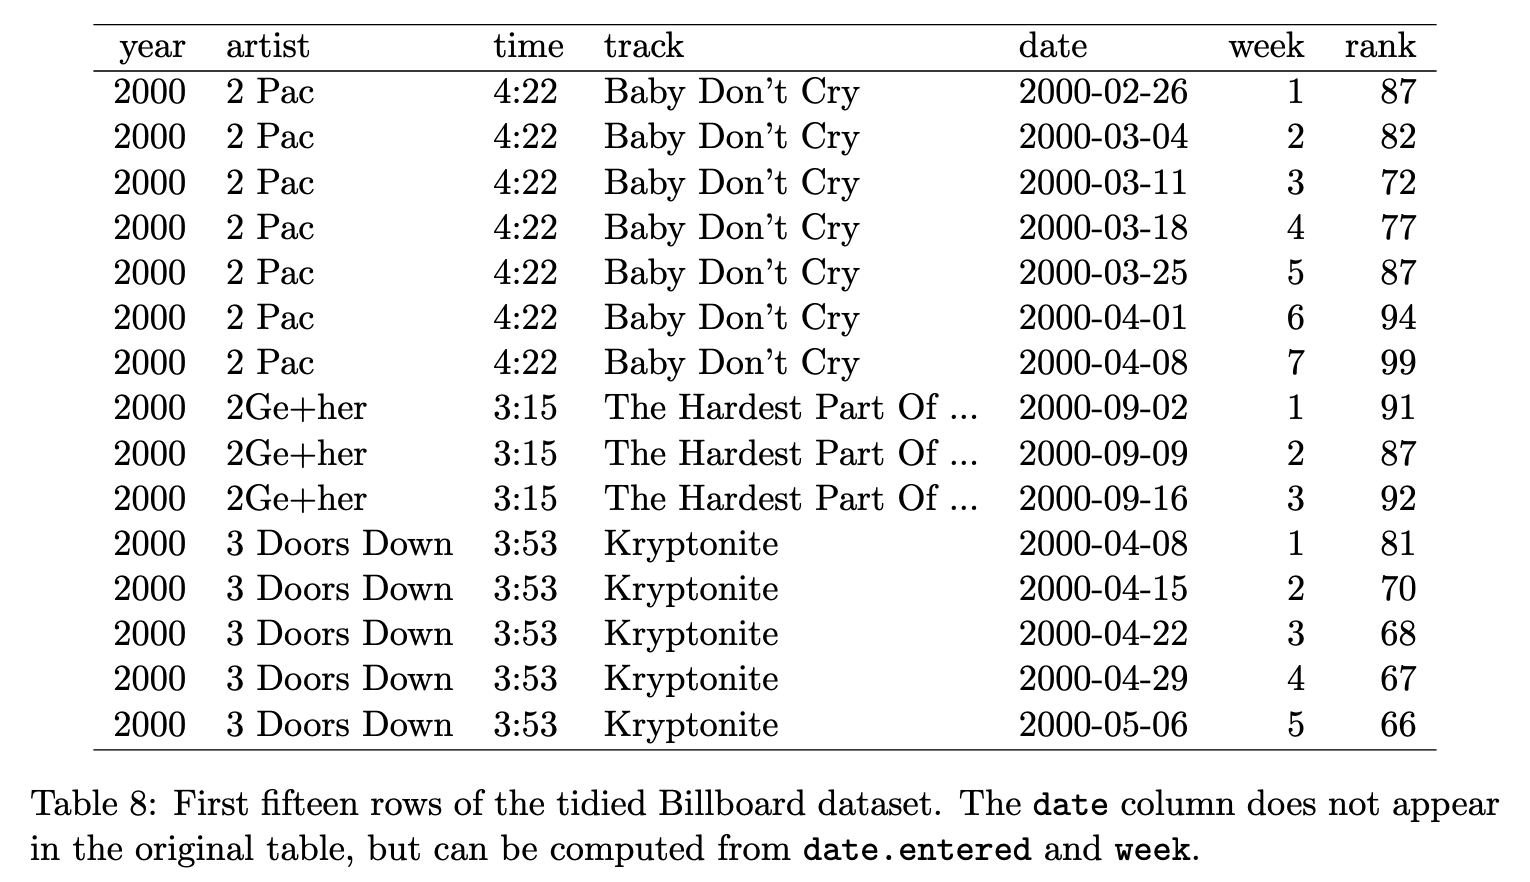 year artist time track date week rank
2000 2 Pac 4:22 Baby Don't Cry 2000-02-26 1 87
2000 2 Pac 4:22 Baby Don't Cry 2000-03-04 2 82
2000 2 Pac 4:22 Baby Don't Cry 2000-03-11 3 72
2000 2 Pac 4:22 Baby Don't Cry 2000-03-18 4 77
2000 2 Pac 4:22 Baby Don't Cry 2000-03-25 5 87
2000 2 Pac 4:22 Baby Don't Cry 2000-04-01 6 94
2000 2 Pac 4:22 Baby Don't Cry 2000-04-08 7 99
2000 2Ge+her 3:15 The Hardest Part Of ... 2000-09-02 1 91
2000 2Ge+her 3:15 The Hardest Part Of ... 2000-09-09 2 87
2000 2Ge+her 3:15 The Hardest Part Of ... 2000-09-16 3 92
2000 3 Doors Down 3:53 Kryptonite 2000-04-08 1 81
2000 3 Doors Down 3:53 Kryptonite 2000-04-15 2 70
2000 3 Doors Down 3:53 Kryptonite 2000-04-22 3 68
2000 3 Doors Down 3:53 Kryptonite 2000-04-29 4 67
2000 3 Doors Down 3:53 Kryptonite 2000-05-06 5 66
Table 8: First fifteen rows of the tidied Billboard dataset. The date column does not appear
in the original table, but can be computed from date.entered and week.